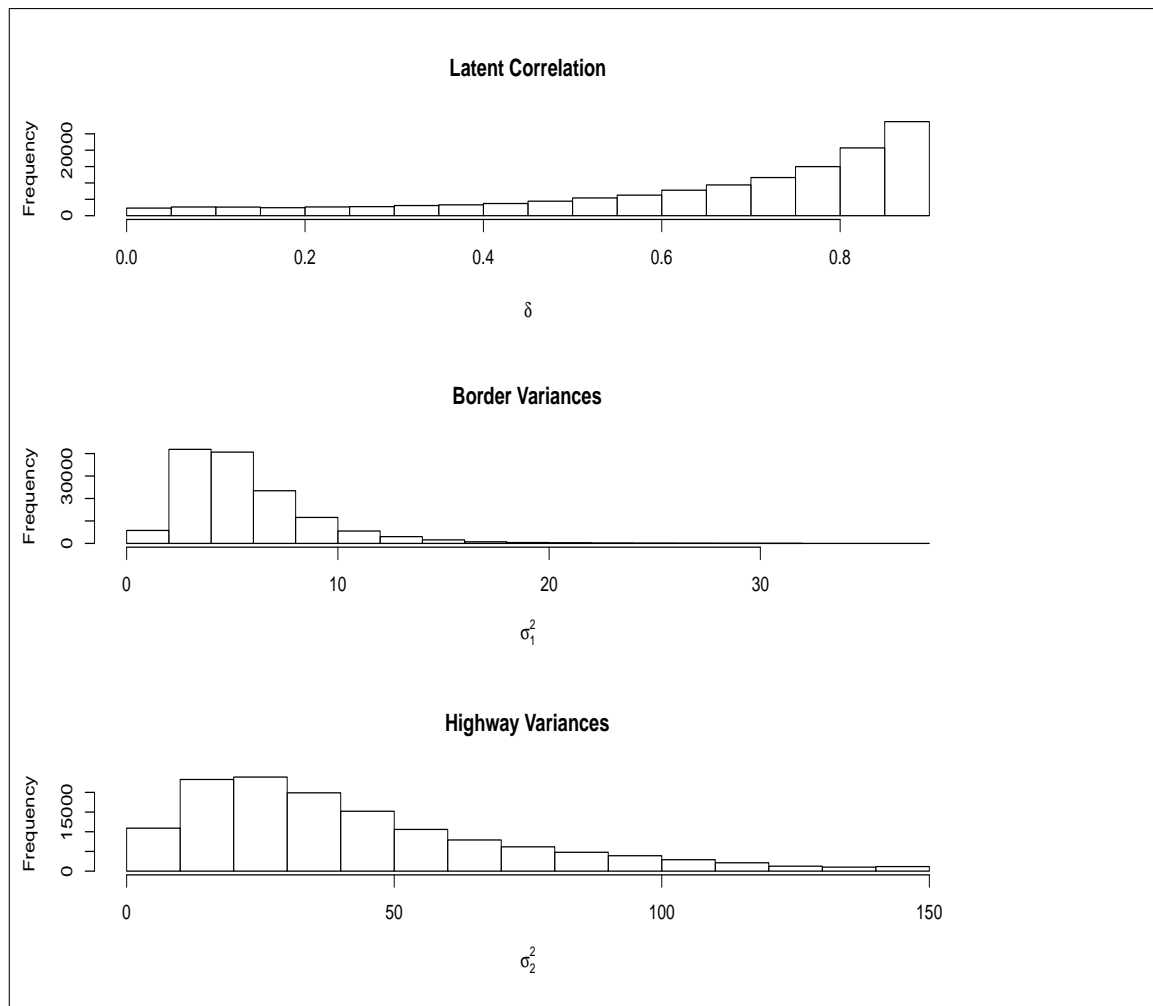 Latent Correlation
Frequency
20000
0
0.0 0.2 0.4 0.6 0.8
δ
Border Variances
Frequency
30000
0
0 10 20 30
σ₁²
Highway Variances
Frequency
15000
0
0 50 100 150
σ₂²